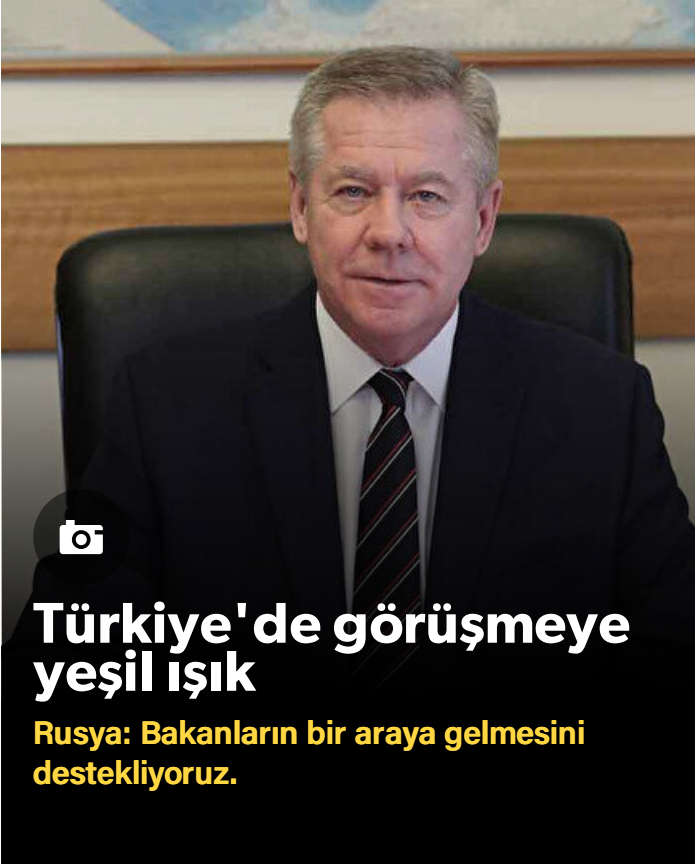 Türkiye'de görüşmeye
yeşil ışık
Rusya: Bakanların bir araya gelmesini
destekliyoruz.